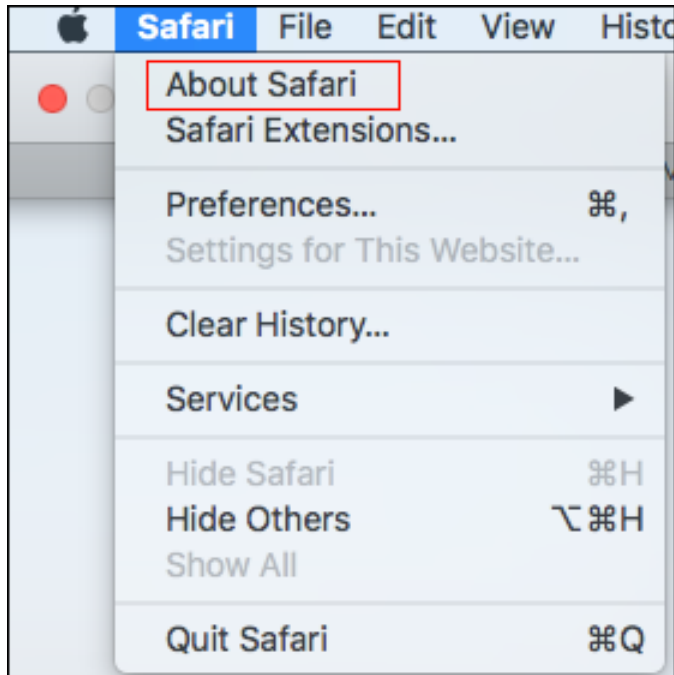 Safari File Edit View Histo
About Safari
Safari Extensions...
Preferences... ⌘,
Settings for This Website...
Clear History...
Services ▶
Hide Safari ⌘H
Hide Others ⌥⌘H
Show All
Quit Safari ⌘Q